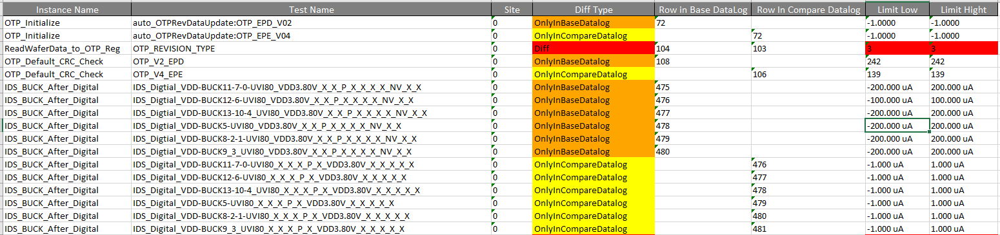 Instance Name Test Name Site Diff Type Row in Base DataLog Row In Compare Datalog Limit Low Limit Hight
OTP_Initialize auto_OTPRevDataUpdate:OTP_EPD_V02 0 OnlyInBaseDatalog 72 -1.0000 -1.0000
OTP_Initialize auto_OTPRevDataUpdate:OTP_EPE_V04 0 OnlyInCompareDatalog 72 -1.0000 -1.0000
ReadWaferData_to_OTP_Reg OTP_REVISION_TYPE 0 Diff 104 103 3 3
OTP_Default_CRC_Check OTP_V2_EPD 0 OnlyInBaseDatalog 108 242 242
OTP_Default_CRC_Check OTP_V4_EPE 0 OnlyInCompareDatalog 106 139 139
IDS_BUCK_After_Digital IDS_Digtial_VDD-BUCK11-7-0-UVI80_VDD3.80V_X_X_P_X_X_X_X_NV_X_X 0 OnlyInBaseDatalog 475 -200.000 uA 200.000 uA
IDS_BUCK_After_Digital IDS_Digtial_VDD-BUCK12-6-UVI80_VDD3.80V_X_X_P_X_X_X_X_NV_X_X 0 OnlyInBaseDatalog 476 -100.000 uA 100.000 uA
IDS_BUCK_After_Digital IDS_Digtial_VDD-BUCK13-10-4_UVI80_VDD3.80V_X_X_P_X_X_X_X_NV_X_X 0 OnlyInBaseDatalog 477 -200.000 uA 200.000 uA
IDS_BUCK_After_Digital IDS_Digtial_VDD-BUCK5-UVI80_VDD3.80V_X_X_P_X_X_X_X_NV_X_X 0 OnlyInBaseDatalog 478 -200.000 uA 200.000 uA
IDS_BUCK_After_Digital IDS_Digtial_VDD-BUCK8-2-1-UVI80_VDD3.80V_X_X_P_X_X_X_X_NV_X_X 0 OnlyInBaseDatalog 479 -200.000 uA 200.000 uA
IDS_BUCK_After_Digital IDS_Digtial_VDD-BUCK9_3_UVI80_VDD3.80V_X_X_P_X_X_X_X_NV_X_X 0 OnlyInBaseDatalog 480 -200.000 uA 200.000 uA
IDS_BUCK_After_Digital IDS_Digital_VDD-BUCK11-7-0-UVI80_X_X_X_P_X_VDD3.80V_X_X_X_X_X 0 OnlyInCompareDatalog 476 -1.000 uA 1.000 uA
IDS_BUCK_After_Digital IDS_Digital_VDD-BUCK12-6-UVI80_X_X_X_P_X_VDD3.80V_X_X_X_X_X 0 OnlyInCompareDatalog 477 -1.000 uA 1.000 uA
IDS_BUCK_After_Digital IDS_Digital_VDD-BUCK13-10-4_UVI80_X_X_X_P_X_VDD3.80V_X_X_X_X_X 0 OnlyInCompareDatalog 478 -1.000 uA 1.000 uA
IDS_BUCK_After_Digital IDS_Digital_VDD-BUCK5-UVI80_X_X_X_P_X_VDD3.80V_X_X_X_X_X 0 OnlyInCompareDatalog 479 -1.000 uA 1.000 uA
IDS_BUCK_After_Digital IDS_Digital_VDD-BUCK8-2-1-UVI80_X_X_X_P_X_VDD3.80V_X_X_X_X_X 0 OnlyInCompareDatalog 480 -1.000 uA 1.000 uA
IDS_BUCK_After_Digital IDS_Digital_VDD-BUCK9_3_UVI80_X_X_X_P_X_VDD3.80V_X_X_X_X_X 0 OnlyInCompareDatalog 481 -1.000 uA 1.000 uA